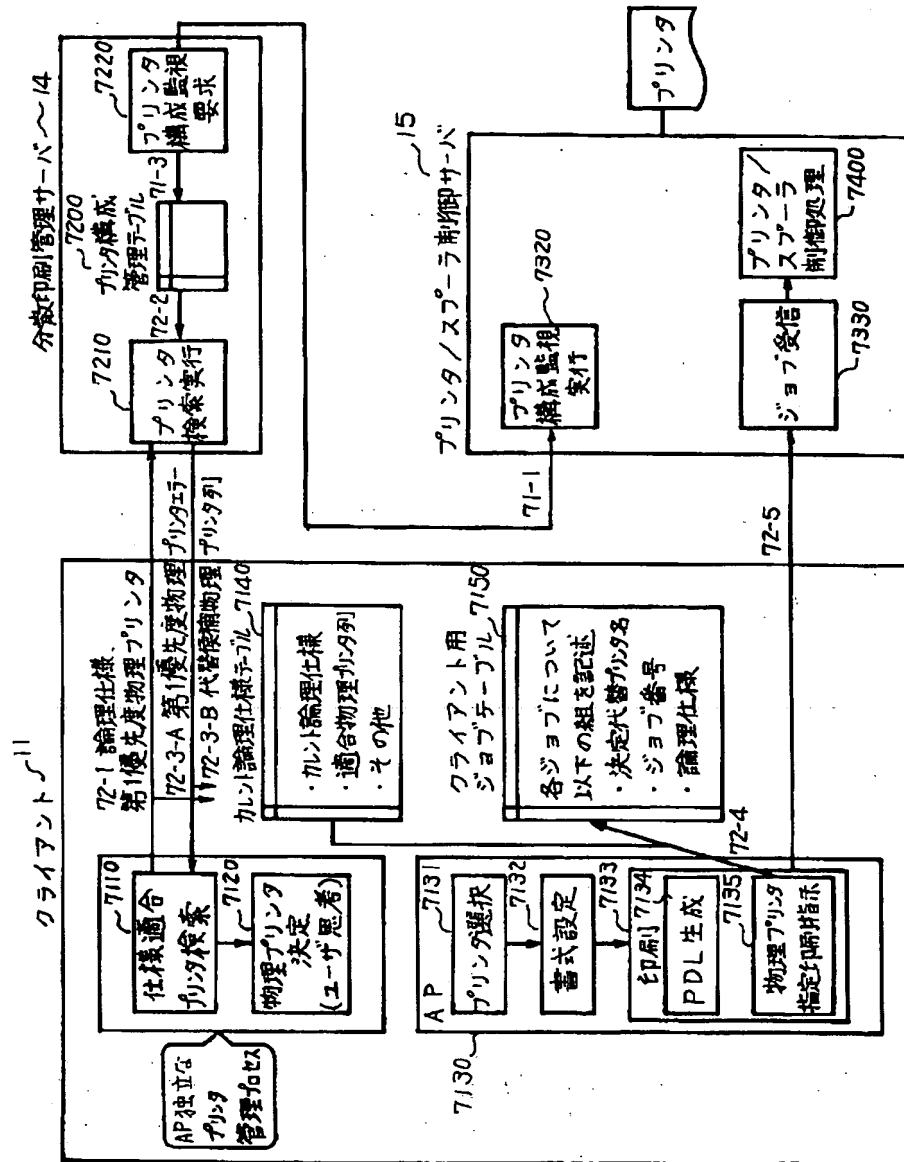 クライアント
11
72-1 論理仕様、
第1優先度物理プリンタ
72-3-A 第1優先度物理プリンタエラー
72-3-B 代替候補物理プリンタ列
7110
仕様適合
プリンタ検索
7120
物理プリンタ
決定
(ユーザ思考)
AP独立な
プリンタ
管理プロセス
カレント論理仕様テーブル
7140
・カレント論理仕様
・適合物理プリンタ列
・その他
クライアント用
ジョブテーブル
7150
各ジョブについて
以下の組を記述
・決定代替プリンタ名
・ジョブ番号
・論理仕様
72-4
AP
7130
7131
プリンタ選択
7132
書式設定
7133
印刷
7134
PDL生成
7135
物理プリンタ
指定印刷指示
分散印刷管理サーバ
14
7210
プリンタ
検索実行
72-2
7200
プリンタ構成
管理テーブル
71-3
7220
プリンタ
構成監視
要求
71-1
72-5
プリンタ/スプーラ制御サーバ
15
7320
プリンタ
構成監視
実行
ジョブ受信
7330
プリンタ/
スプーラ
制御処理
7400
プリンタ